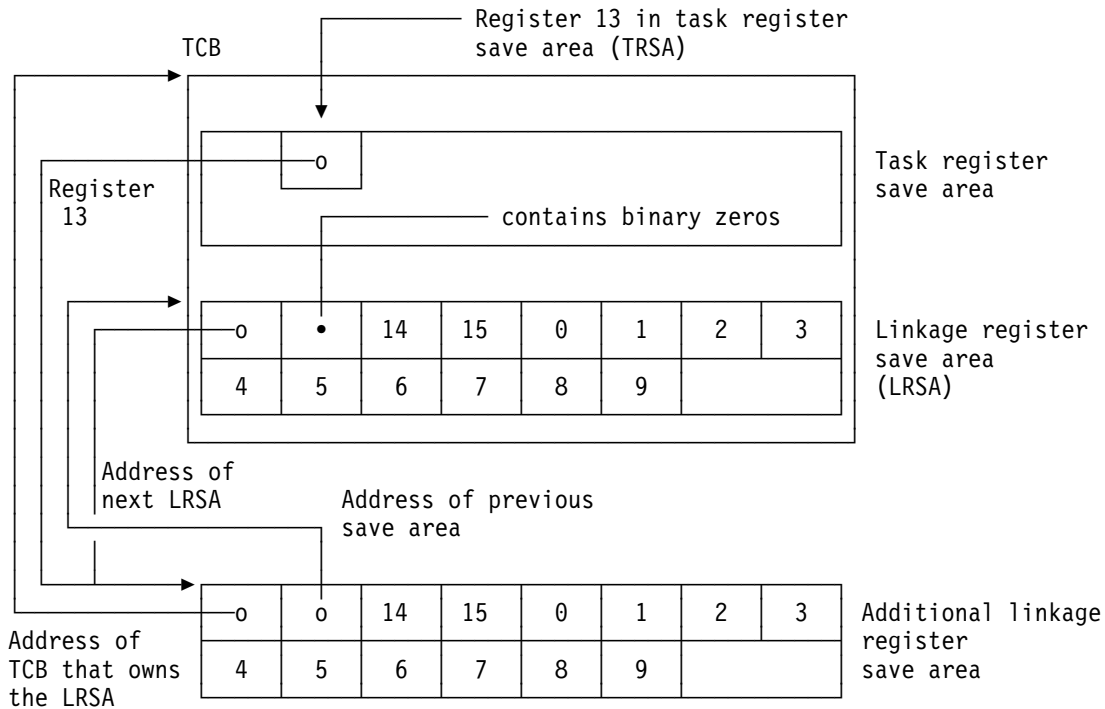 Register 13 in task register
save area (TRSA)
TCB
o
Task register
save area
Register
13
contains binary zeros
o • 14 15 0 1 2 3
4 5 6 7 8 9
Linkage register
save area
(LRSA)
Address of
next LRSA
Address of previous
save area
o o 14 15 0 1 2 3
4 5 6 7 8 9
Additional linkage
register
save area
Address of
TCB that owns
the LRSA